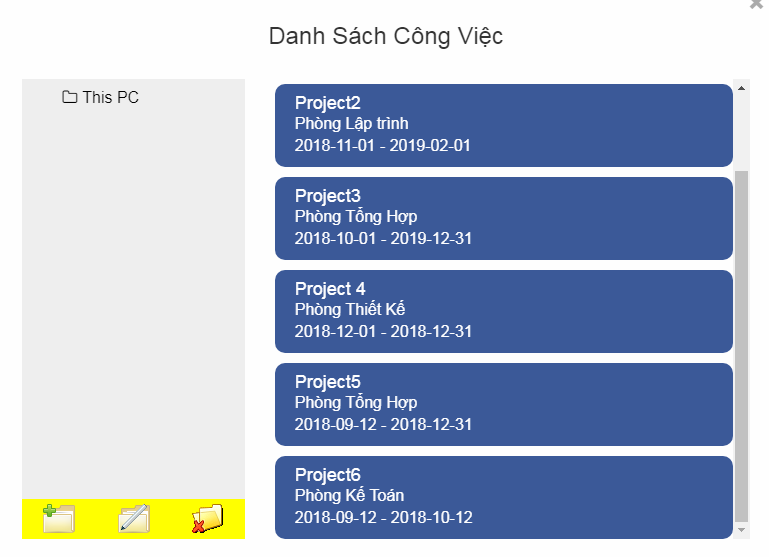 Danh Sách Công Việc
This PC
Project2
Phòng Lập trình
2018-11-01 - 2019-02-01
Project3
Phòng Tổng Hợp
2018-10-01 - 2019-12-31
Project 4
Phòng Thiết Kế
2018-12-01 - 2018-12-31
Project5
Phòng Tổng Hợp
2018-09-12 - 2018-12-31
Project6
Phòng Kế Toán
2018-09-12 - 2018-10-12